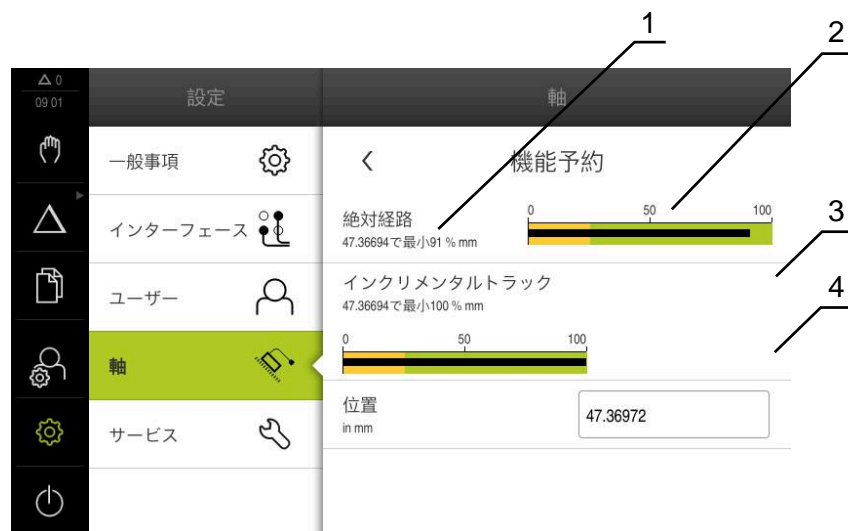 1
2
△ 0
09 01
設定
軸
一般事項
機能予約
絶対経路
47.36694で最小91 % mm
0 50 100
3
インターフェース
インクリメンタルトラック
47.36694で最小100 % mm
4
ユーザー
0 50 100
軸
位置
in mm
47.36972
サービス